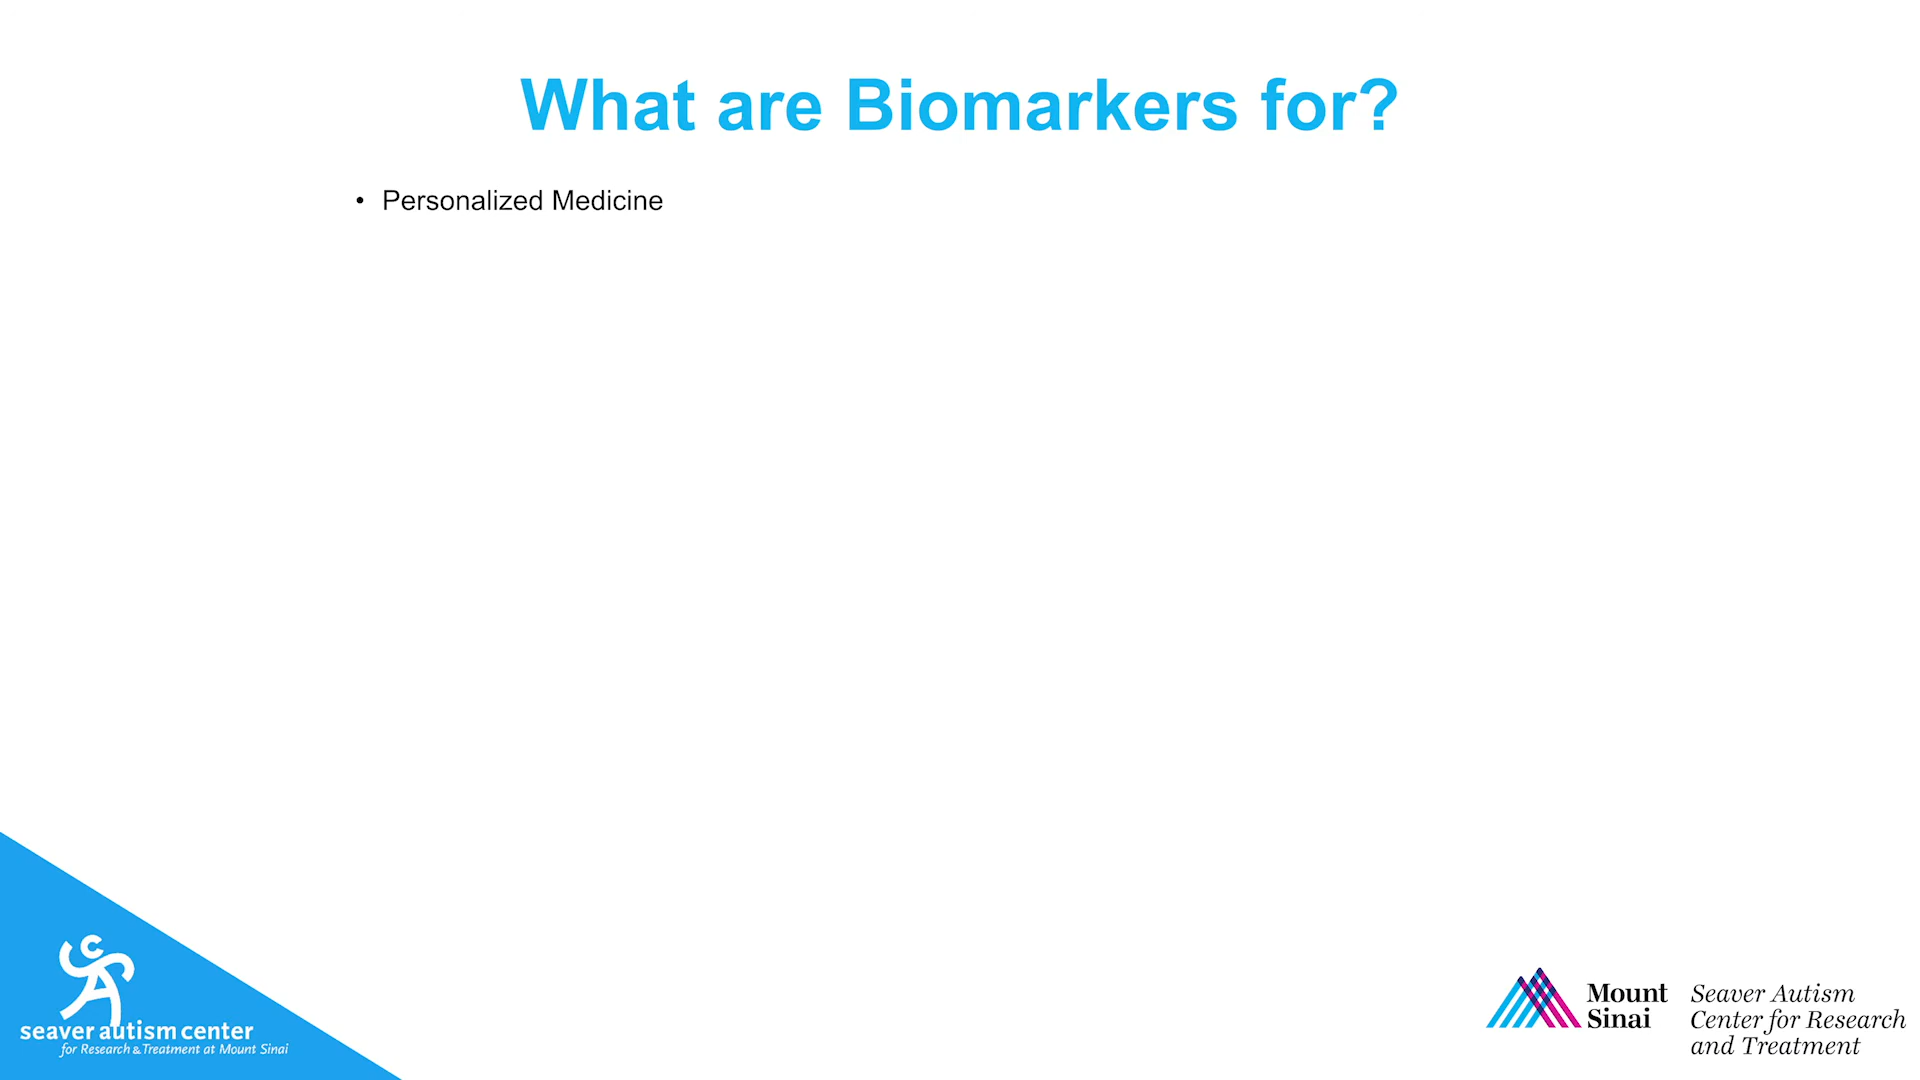 What are Biomarkers for?
• Personalized Medicine
seaver autism center
for Research & Treatment at Mount Sinai
Mount
Sinai
Seaver Autism
Center for Research
and Treatment